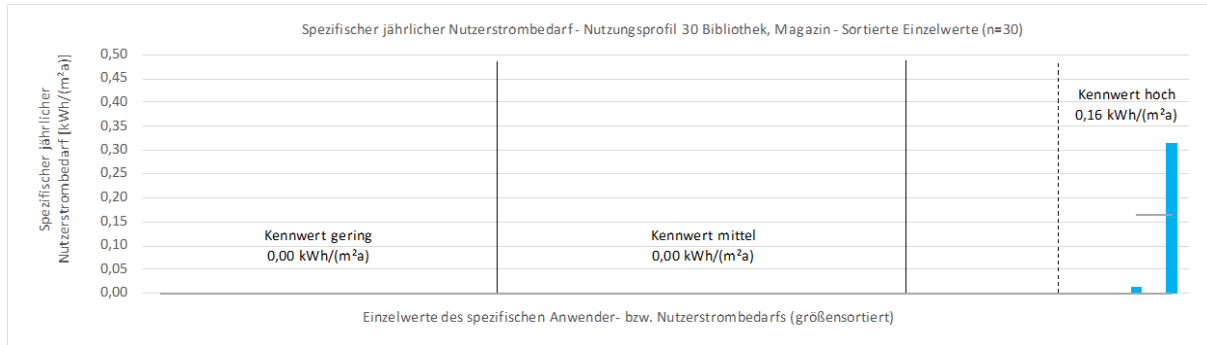 Spezifischer jährlicher Nutzerstrombedarf - Nutzungsprofil 30 Bibliothek, Magazin - Sortierte Einzelwerte (n=30)
Spezifischer jährlicher
Nutzerstrombedarf [kWh/(m²a)]
0,50
0,45
0,40
0,35
0,30
0,25
0,20
0,15
0,10
0,05
0,00
Kennwert gering
0,00 kWh/(m²a)
Kennwert mittel
0,00 kWh/(m²a)
Kennwert hoch
0,16 kWh/(m²a)
Einzelwerte des spezifischen Anwender- bzw. Nutzerstrombedarfs (größensortiert)